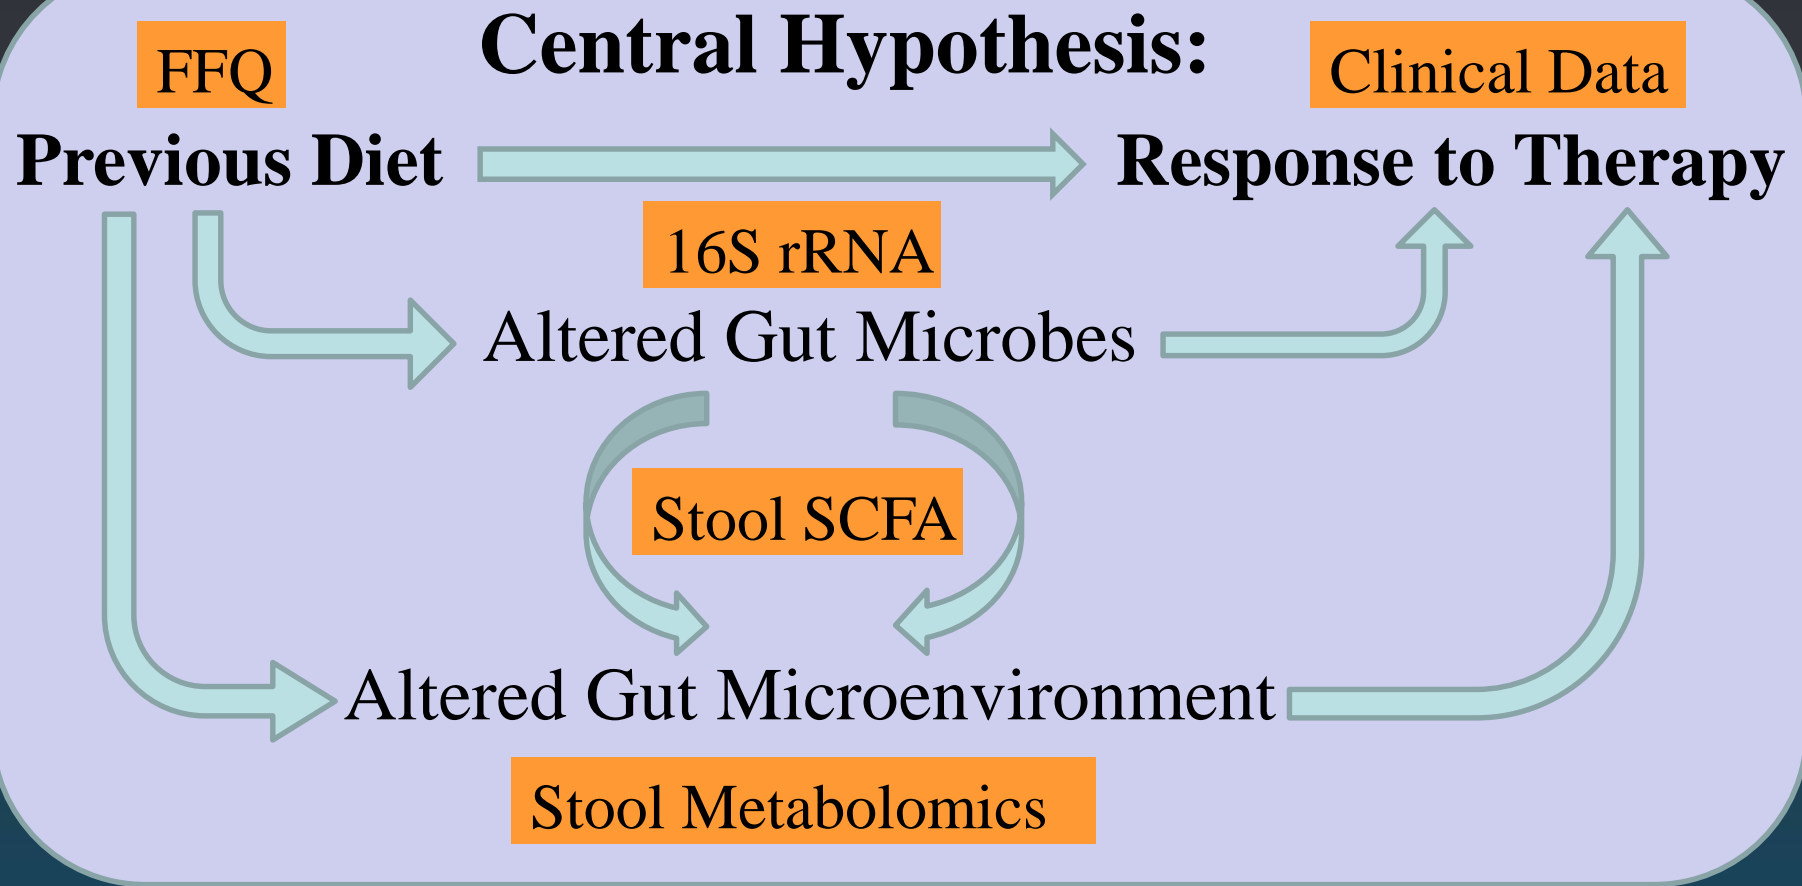 Central Hypothesis:
FFQ
Clinical Data
Previous Diet
Response to Therapy
16S rRNA
Altered Gut Microbes
Stool SCFA
Altered Gut Microenvironment
Stool Metabolomics